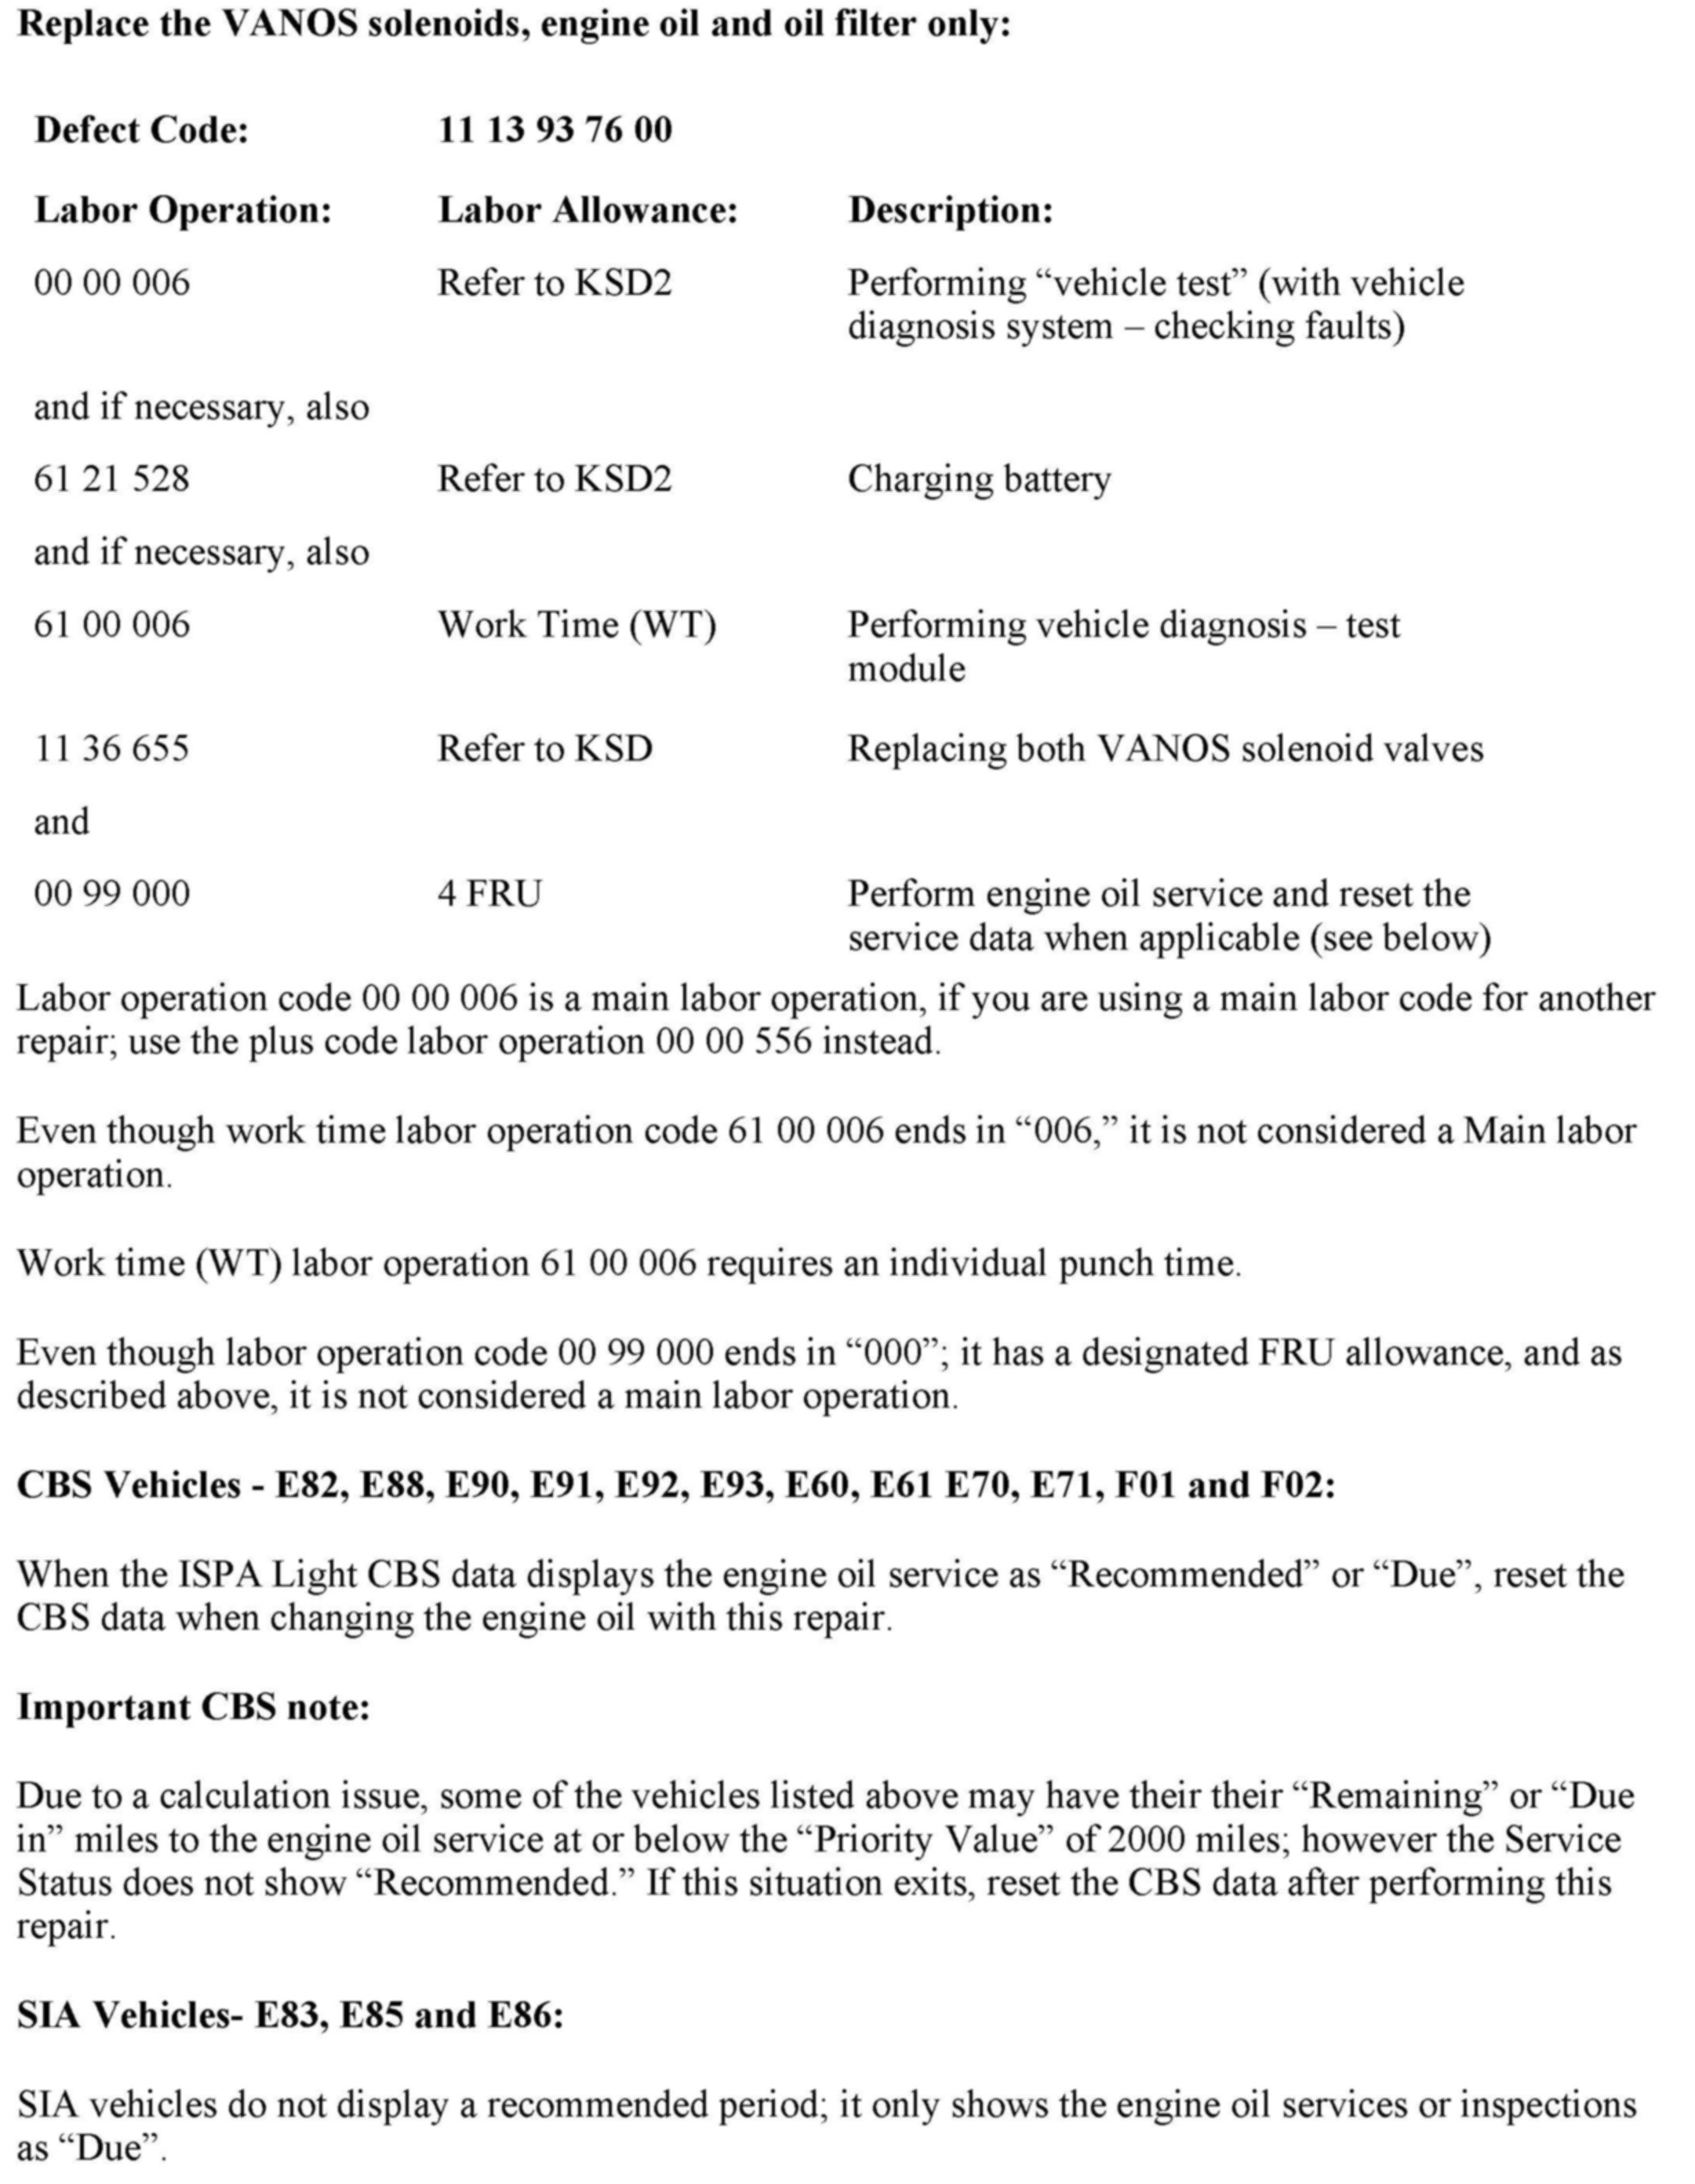 Replace the VANOS solenoids, engine oil and oil filter only:
Defect Code: 11 13 93 76 00
Labor Operation: Labor Allowance: Description:
00 00 006 Refer to KSD2 Performing “vehicle test” (with vehicle
diagnosis system – checking faults)
and if necessary, also
61 21 528 Refer to KSD2 Charging battery
and if necessary, also
61 00 006 Work Time (WT) Performing vehicle diagnosis – test
module
11 36 655 Refer to KSD Replacing both VANOS solenoid valves
and
00 99 000 4 FRU Perform engine oil service and reset the
service data when applicable (see below)
Labor operation code 00 00 006 is a main labor operation, if you are using a main labor code for another
repair; use the plus code labor operation 00 00 556 instead.
Even though work time labor operation code 61 00 006 ends in “006,” it is not considered a Main labor
operation.
Work time (WT) labor operation 61 00 006 requires an individual punch time.
Even though labor operation code 00 99 000 ends in “000”; it has a designated FRU allowance, and as
described above, it is not considered a main labor operation.
CBS Vehicles - E82, E88, E90, E91, E92, E93, E60, E61 E70, E71, F01 and F02:
When the ISPA Light CBS data displays the engine oil service as “Recommended” or “Due”, reset the
CBS data when changing the engine oil with this repair.
Important CBS note:
Due to a calculation issue, some of the vehicles listed above may have their their “Remaining” or “Due
in” miles to the engine oil service at or below the “Priority Value” of 2000 miles; however the Service
Status does not show “Recommended.” If this situation exits, reset the CBS data after performing this
repair.
SIA Vehicles- E83, E85 and E86:
SIA vehicles do not display a recommended period; it only shows the engine oil services or inspections
as “Due”.